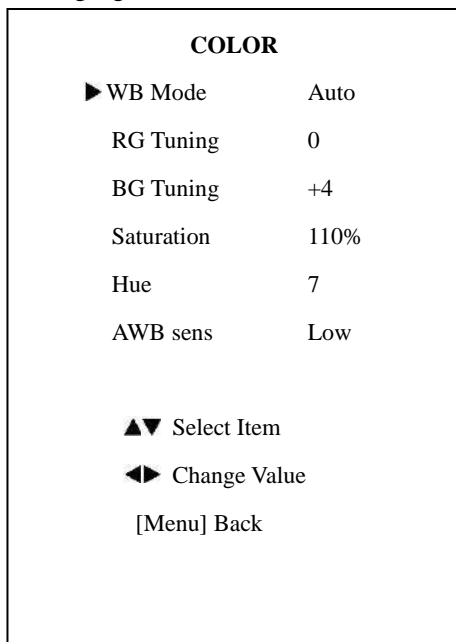 COLOR
WB Mode Auto
RG Tuning 0
BG Tuning +4
Saturation 110%
Hue 7
AWB sens Low
Select Item
Change Value
[Menu] Back